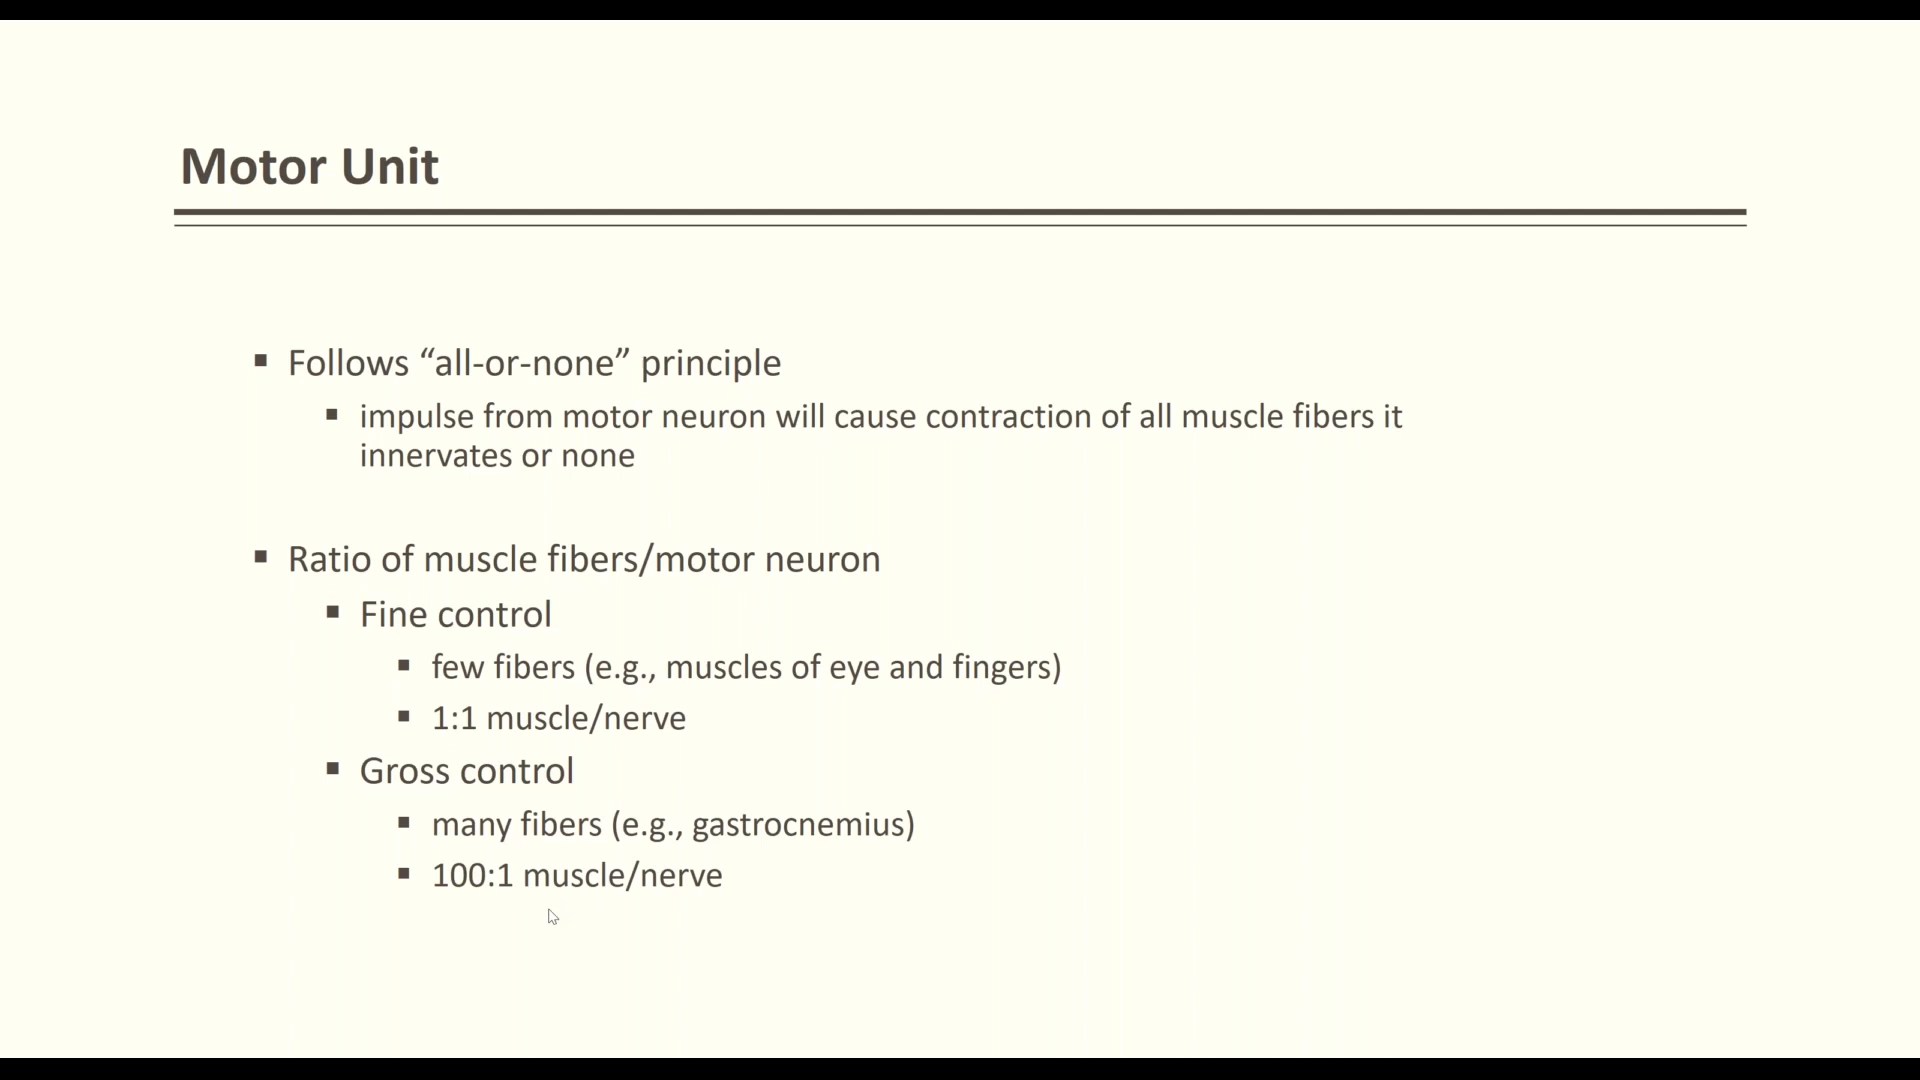 Motor Unit
▪ Follows “all-or-none” principle
▪ impulse from motor neuron will cause contraction of all muscle fibers it
innervates or none
▪ Ratio of muscle fibers/motor neuron
▪ Fine control
▪ few fibers (e.g., muscles of eye and fingers)
▪ 1:1 muscle/nerve
▪ Gross control
▪ many fibers (e.g., gastrocnemius)
▪ 100:1 muscle/nerve